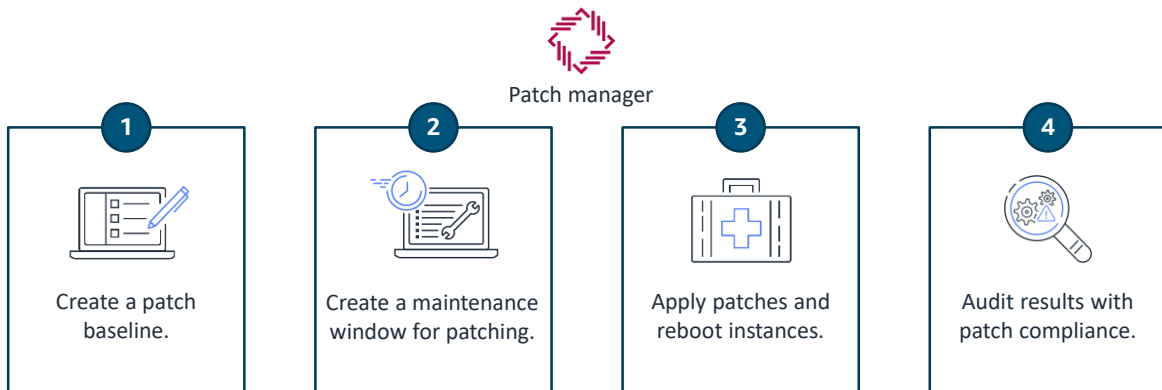 Patch manager
1
2
3
4
Create a patch
baseline.
Create a maintenance
window for patching.
Apply patches and
reboot instances.
Audit results with
patch compliance.